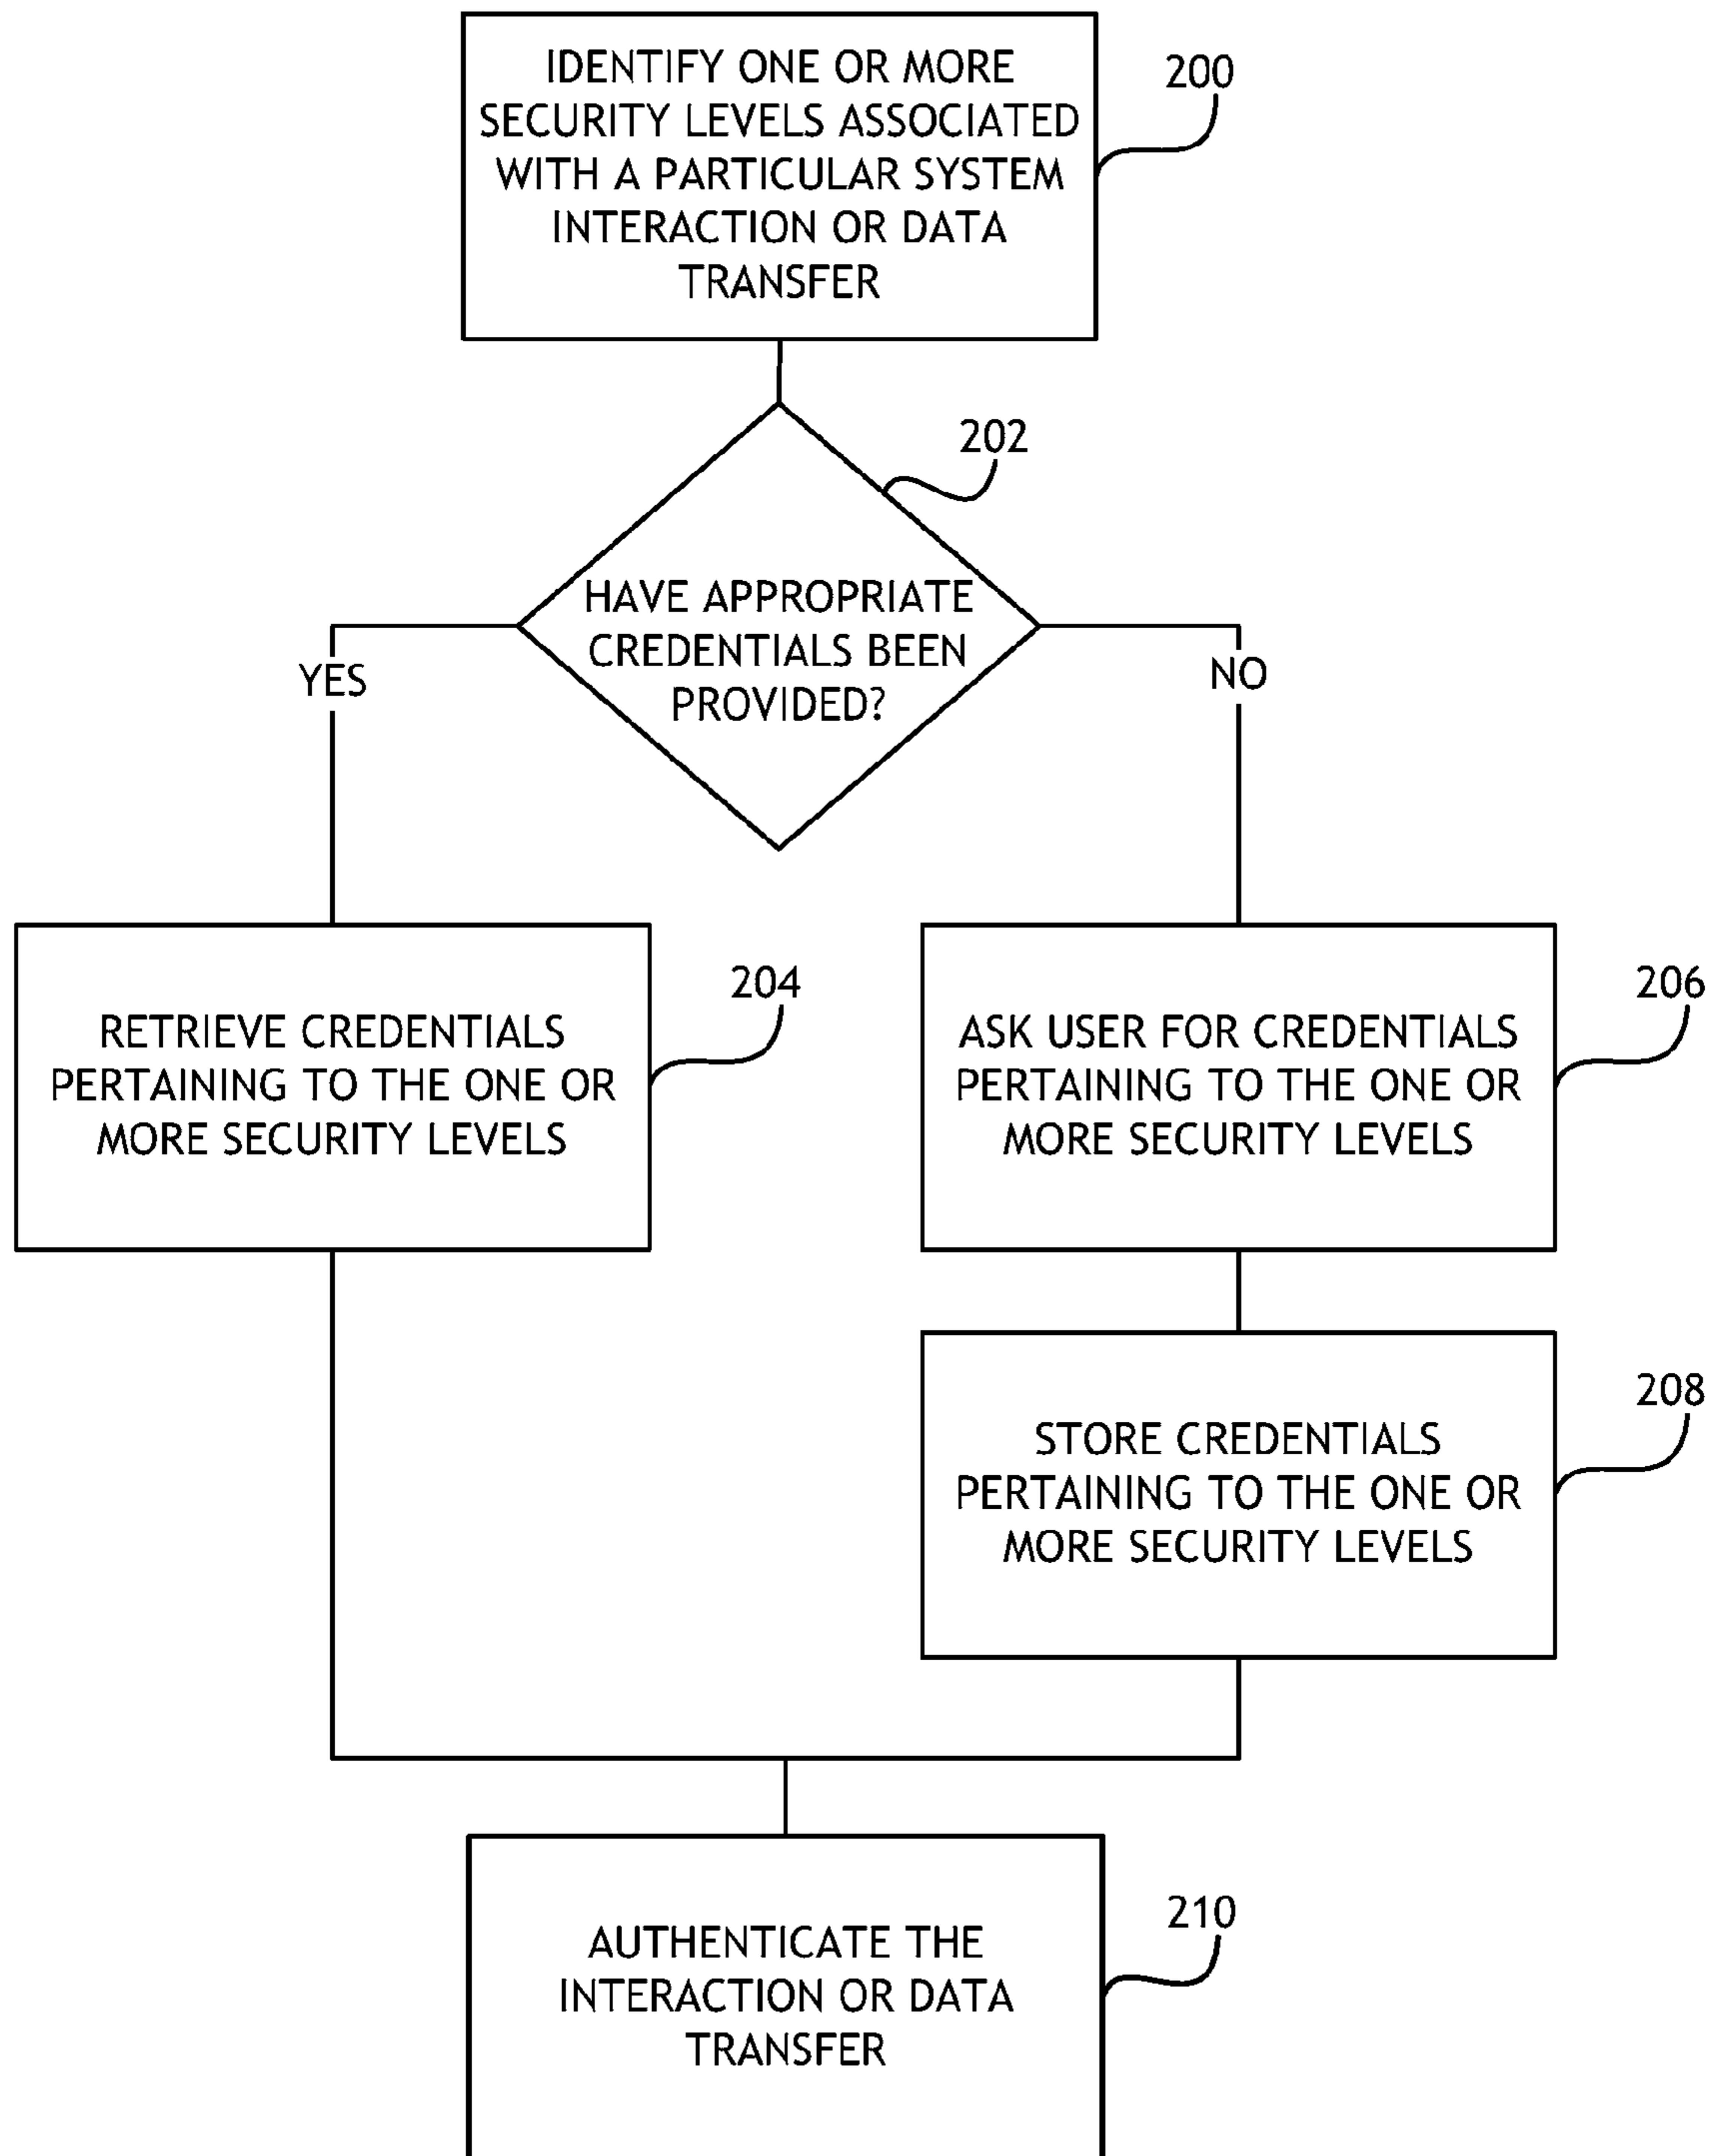 IDENTIFY ONE OR MORE
SECURITY LEVELS ASSOCIATED
WITH A PARTICULAR SYSTEM
INTERACTION OR DATA
TRANSFER
200
202
HAVE APPROPRIATE
CREDENTIALS BEEN
PROVIDED?
YES
NO
RETRIEVE CREDENTIALS
PERTAINING TO THE ONE OR
MORE SECURITY LEVELS
204
ASK USER FOR CREDENTIALS
PERTAINING TO THE ONE OR
MORE SECURITY LEVELS
206
STORE CREDENTIALS
PERTAINING TO THE ONE OR
MORE SECURITY LEVELS
208
AUTHENTICATE THE
INTERACTION OR DATA
TRANSFER
210